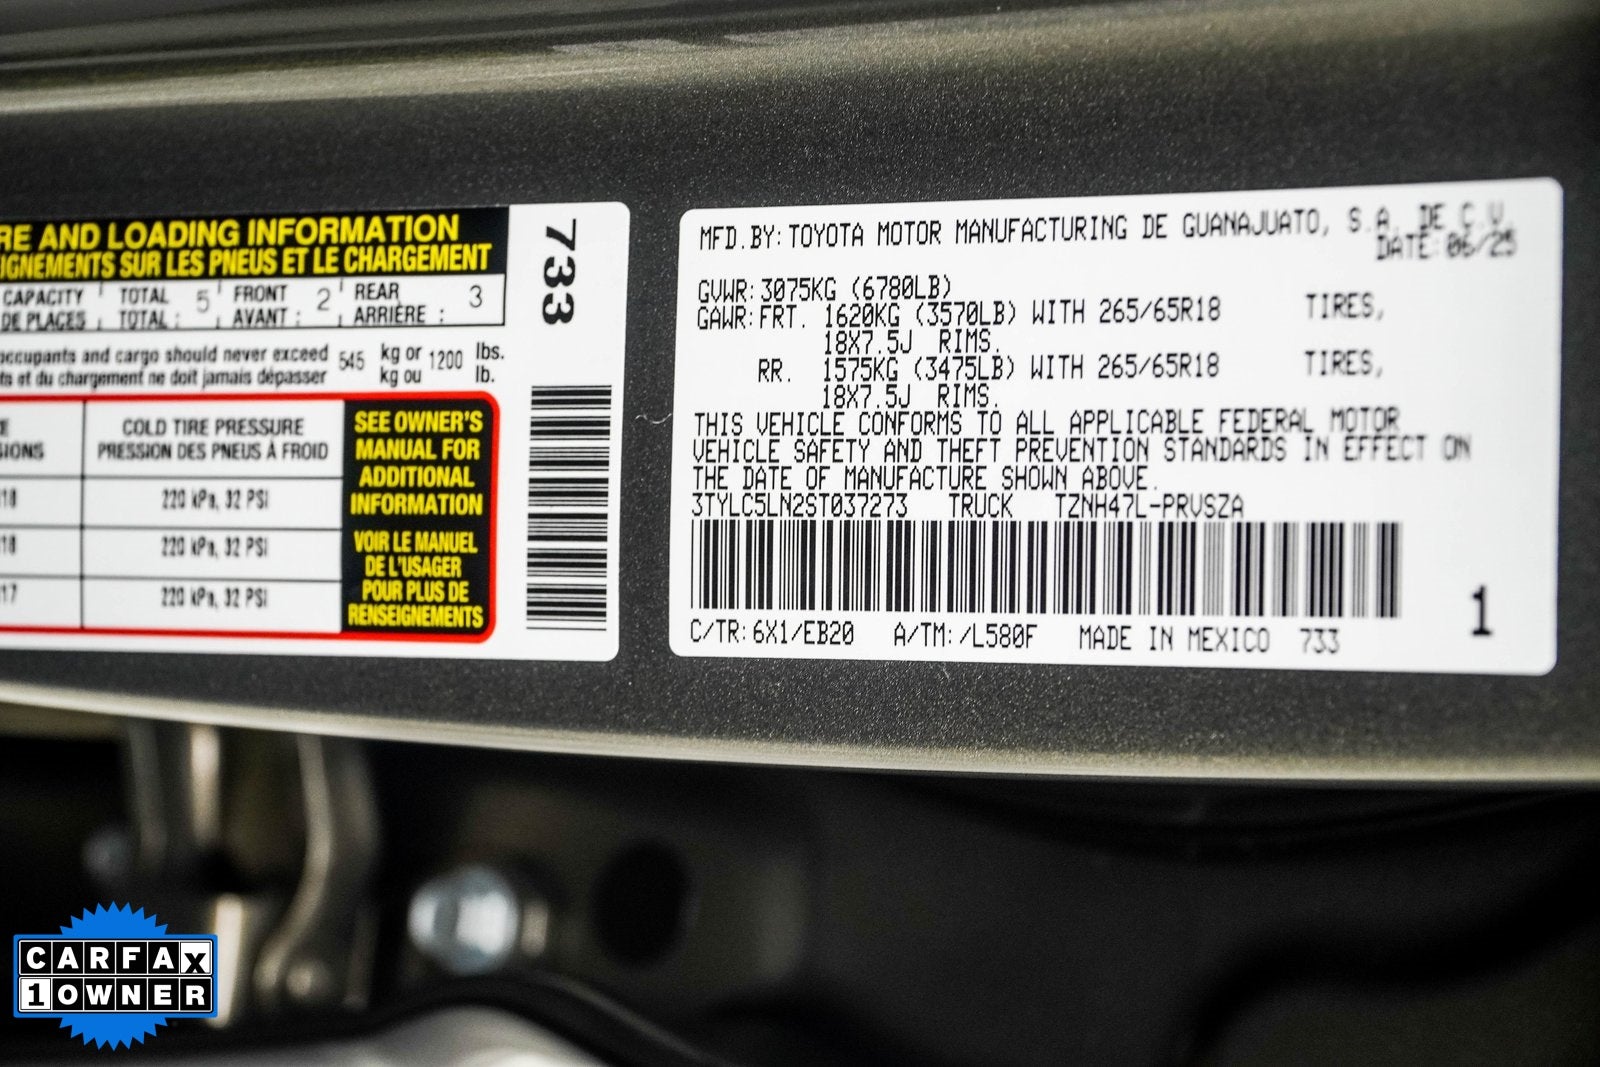 RE AND LOADING INFORMATION
IGNEMENTS SUR LES PNEUS ET LE CHARGEMENT
CAPACITY TOTAL 5 FRONT 2 REAR 3
DE PLACES TOTAL : AVANT : ARRIÈRE :
occupants and cargo should never exceed 545 kg or 1200 lbs.
ts et du chargement ne doit jamais dépasser kg ou lb.
COLD TIRE PRESSURE
SIONS PRESSION DES PNEUS À FROID
18 220 kPa, 32 PSI
18 220 kPa, 32 PSI
17 220 kPa, 32 PSI
SEE OWNER'S
MANUAL FOR
ADDITIONAL
INFORMATION
VOIR LE MANUEL
DE L'USAGER
POUR PLUS DE
RENSEIGNEMENTS
733
MFD.BY:TOYOTA MOTOR MANUFACTURING DE GUANAJUATO, S.A. DE C.V.
DATE:06/25
GVWR:3075KG (6780LB)
GAWR:FRT. 1620KG (3570LB) WITH 265/65R18 TIRES,
18X7.5J RIMS.
RR. 1575KG (3475LB) WITH 265/65R18 TIRES,
18X7.5J RIMS.
THIS VEHICLE CONFORMS TO ALL APPLICABLE FEDERAL MOTOR
VEHICLE SAFETY AND THEFT PREVENTION STANDARDS IN EFFECT ON
THE DATE OF MANUFACTURE SHOWN ABOVE.
3TYLC5LN2ST037273 TRUCK TZNH47L-PRVSZA
C/TR:6X1/EB20 A/TM:/L580F MADE IN MEXICO 733
1
CARFAX
1 OWNER